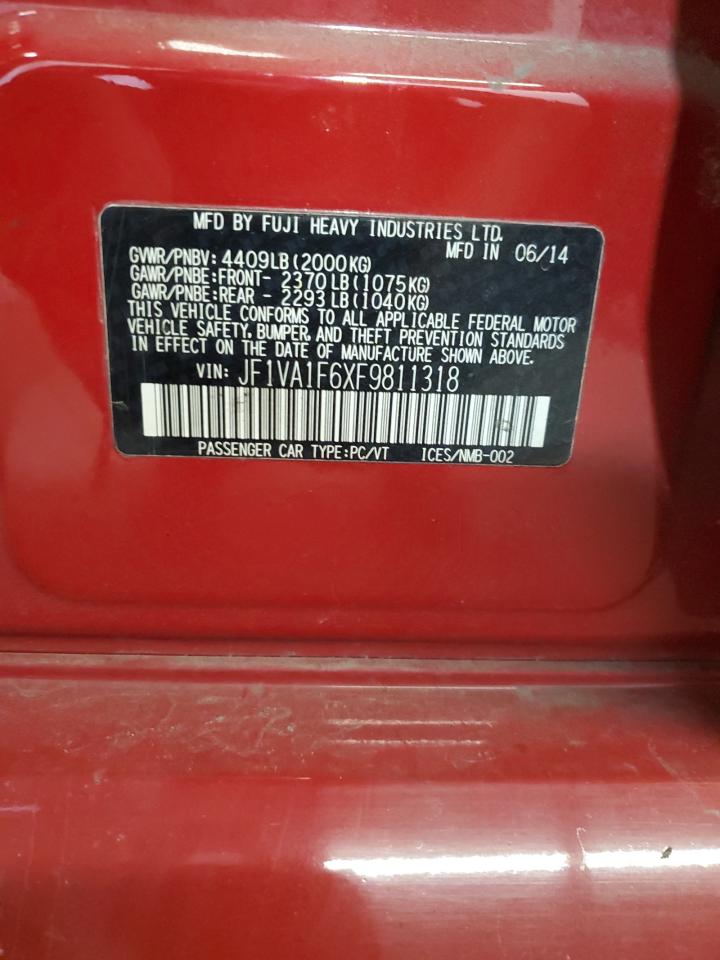 MFD BY FUJI HEAVY INDUSTRIES LTD.
MFD IN 06/14
GVWR/PNBV: 4409LB(2000KG)
GAWR/PNBE:FRONT- 2370LB(1075KG)
GAWR/PNBE:REAR - 2293LB(1040KG)
THIS VEHICLE CONFORMS TO ALL APPLICABLE FEDERAL MOTOR
VEHICLE SAFETY, BUMPER, AND THEFT PREVENTION STANDARDS
IN EFFECT ON THE DATE OF MANUFACTURE SHOWN ABOVE.
VIN: JF1VA1F6XF9811318
PASSENGER CAR TYPE:PC/VT ICES/NMB-002